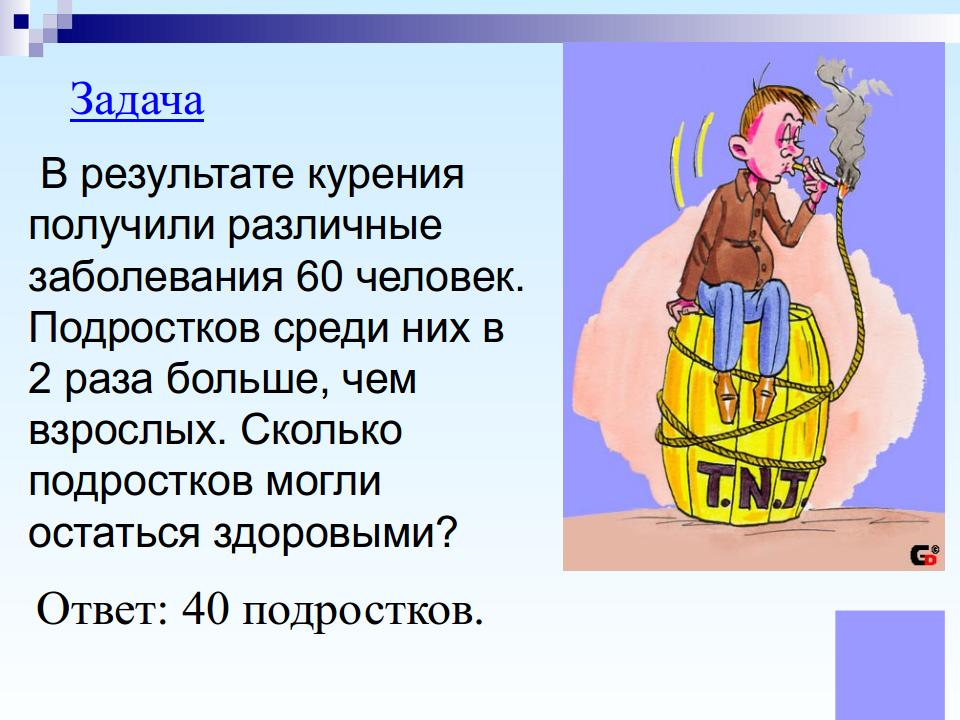 Задача
В результате курения
получили различные
заболевания 60 человек.
Подростков среди них в
2 раза больше, чем
взрослых. Сколько
подростков могли
остаться здоровыми?
Ответ: 40 подростков.
T.N.T.
GD©